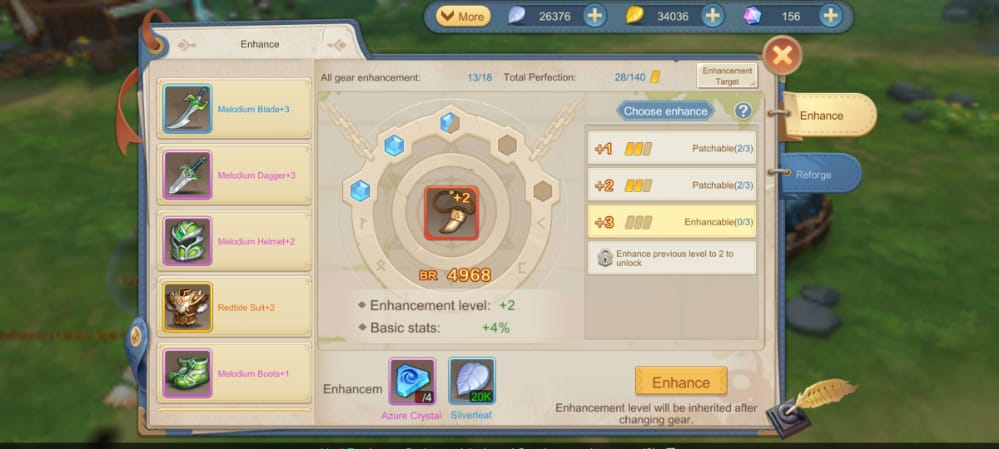 More
26376
34036
156
Enhance
All gear enhancement: 13/18 Total Perfection: 28/140
Enhancement
Target
Melodium Blade+3
Melodium Dagger+3
Melodium Helmet+2
Redtide Suit+2
Melodium Boots+1
+2
BR 4968
Enhancement level: +2
Basic stats: +4%
Choose enhance
?
+1 Patchable(2/3)
+2 Patchable(2/3)
+3 Enhancable(0/3)
Enhance previous level to 2 to
unlock
Enhance
Reforge
Enhancem
/4
20K
Azure Crystal
Silverleaf
Enhance
Enhancement level will be inherited after
changing gear.